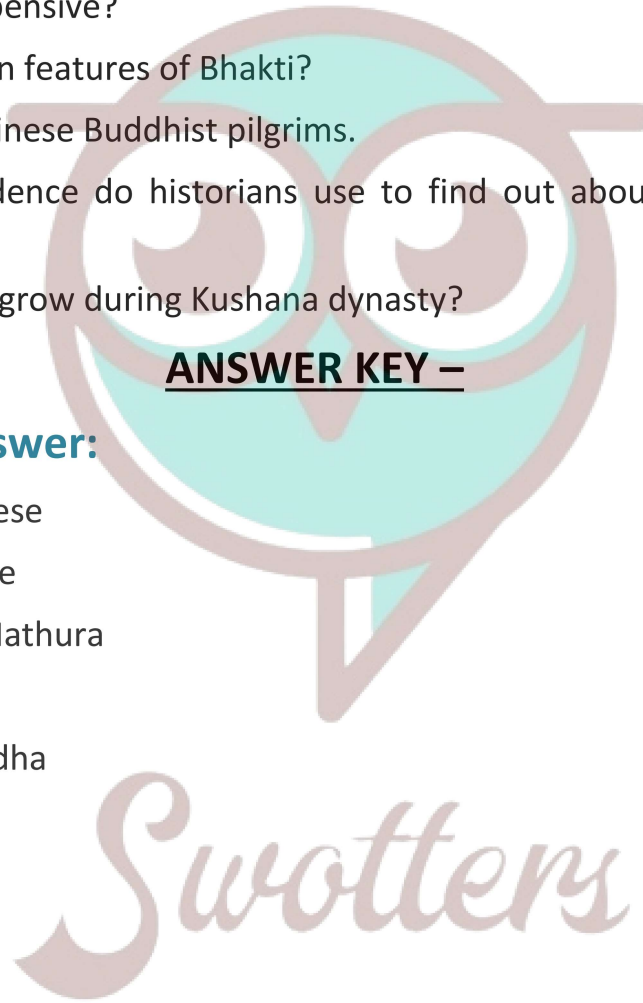 pensive?
n features of Bhakti?
inese Buddhist pilgrims.
dence do historians use to find out abou
grow during Kushana dynasty?
ANSWER KEY –
swer:
ese
e
Mathura
dha
Swotters